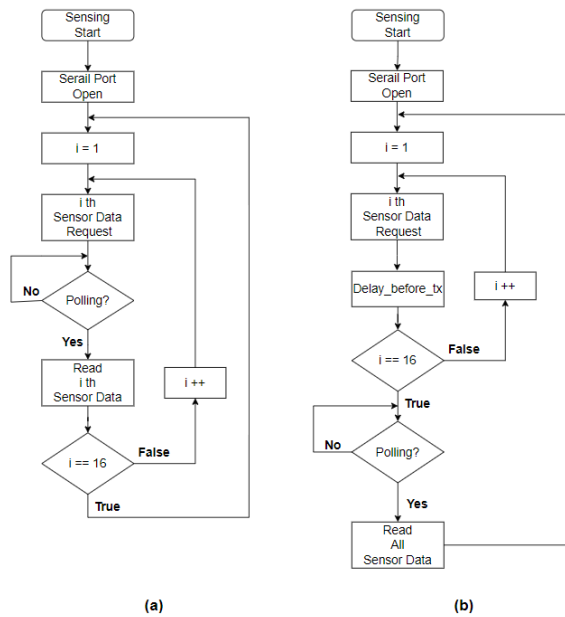 Sensing
Start
Serail Port
Open
i = 1
i th
Sensor Data
Request
Polling?
No
Yes
Read
i th
Sensor Data
i ++
i == 16
False
True
(a)
Sensing
Start
Serail Port
Open
i = 1
i th
Sensor Data
Request
Delay_before_tx
i ++
i == 16
False
True
Polling?
No
Yes
Read
All
Sensor Data
(b)